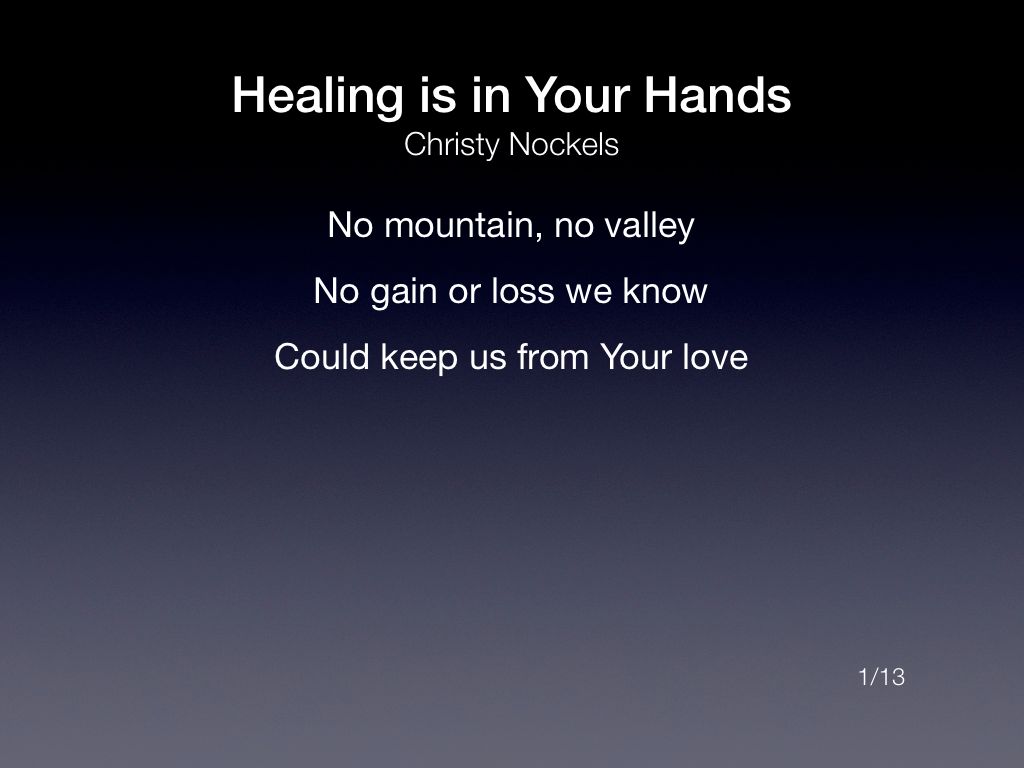 Healing is in Your Hands
Christy Nockels
No mountain, no valley
No gain or loss we know
Could keep us from Your love
1/13